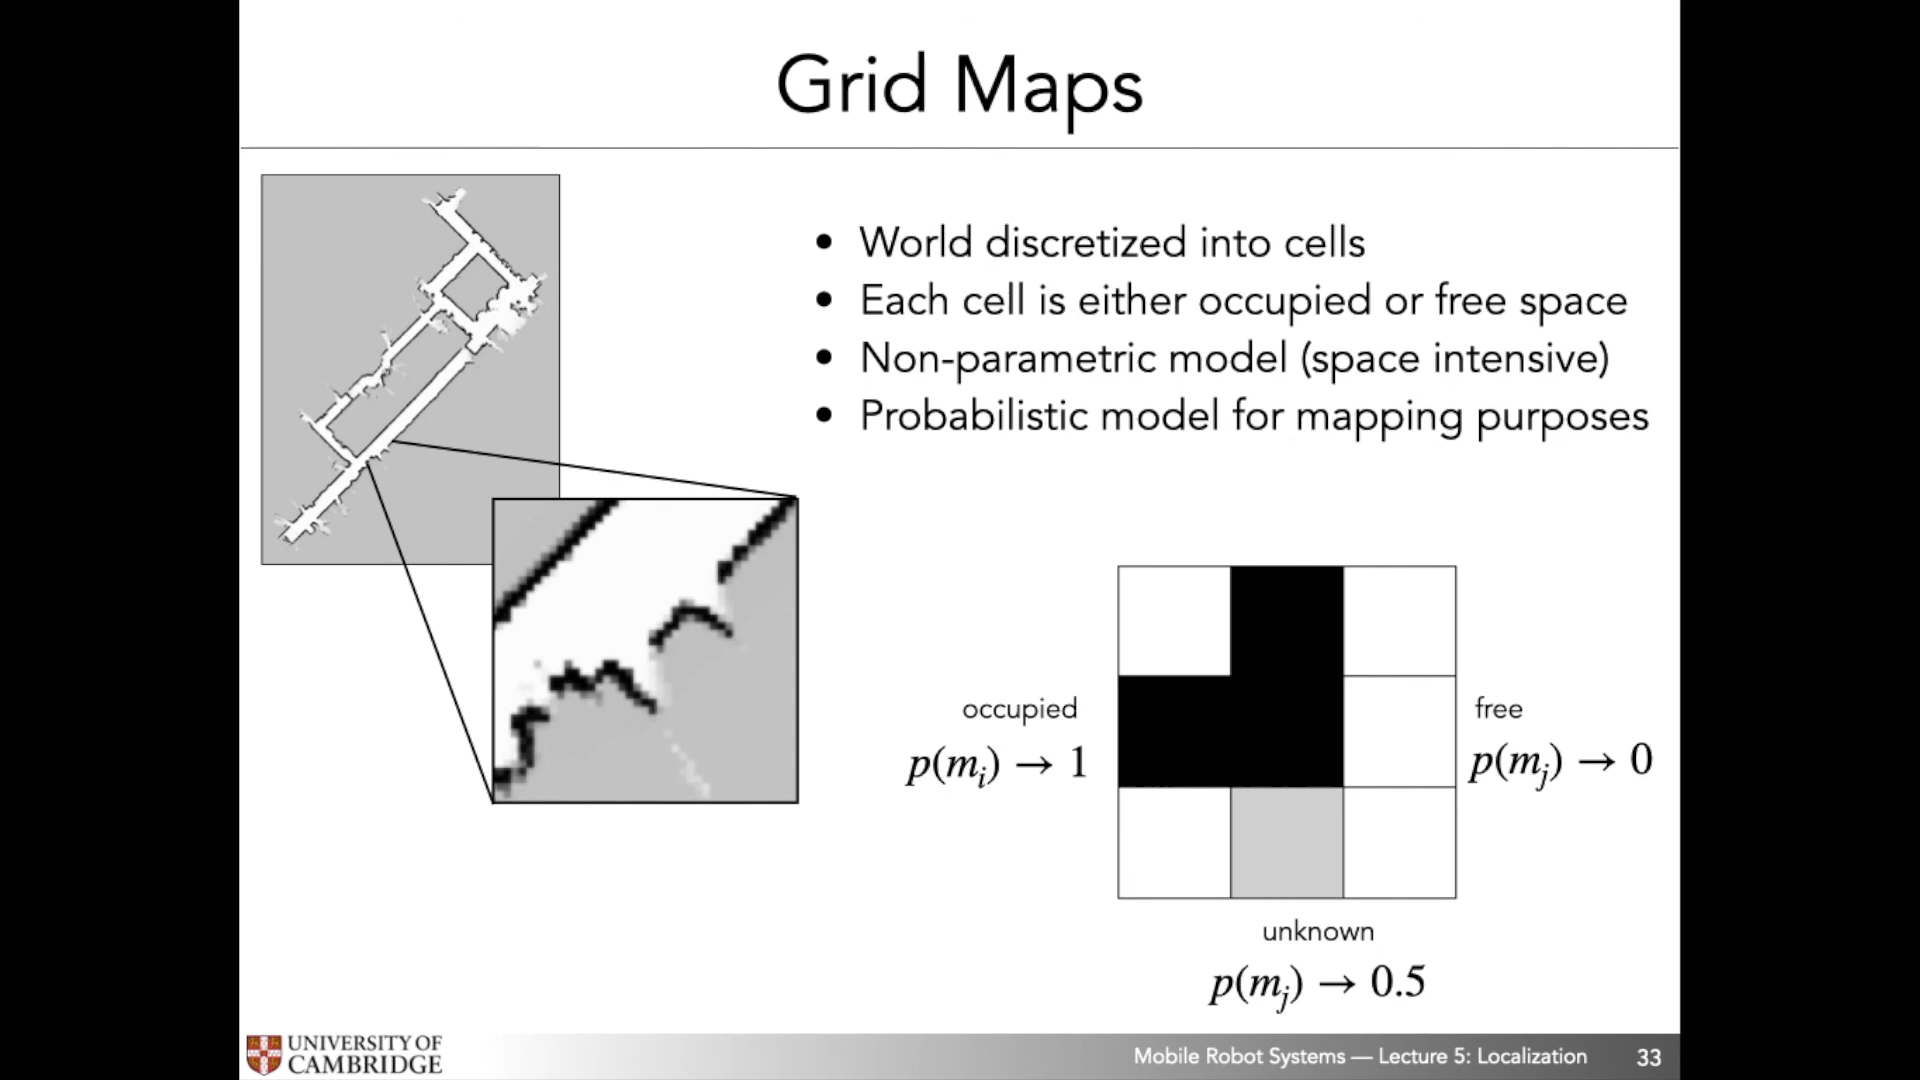 Grid Maps
• World discretized into cells
• Each cell is either occupied or free space
• Non-parametric model (space intensive)
• Probabilistic model for mapping purposes
occupied
p(mᵢ) → 1
free
p(mⱼ) → 0
unknown
p(mⱼ) → 0.5
UNIVERSITY OF
CAMBRIDGE
Mobile Robot Systems — Lecture 5: Localization 33